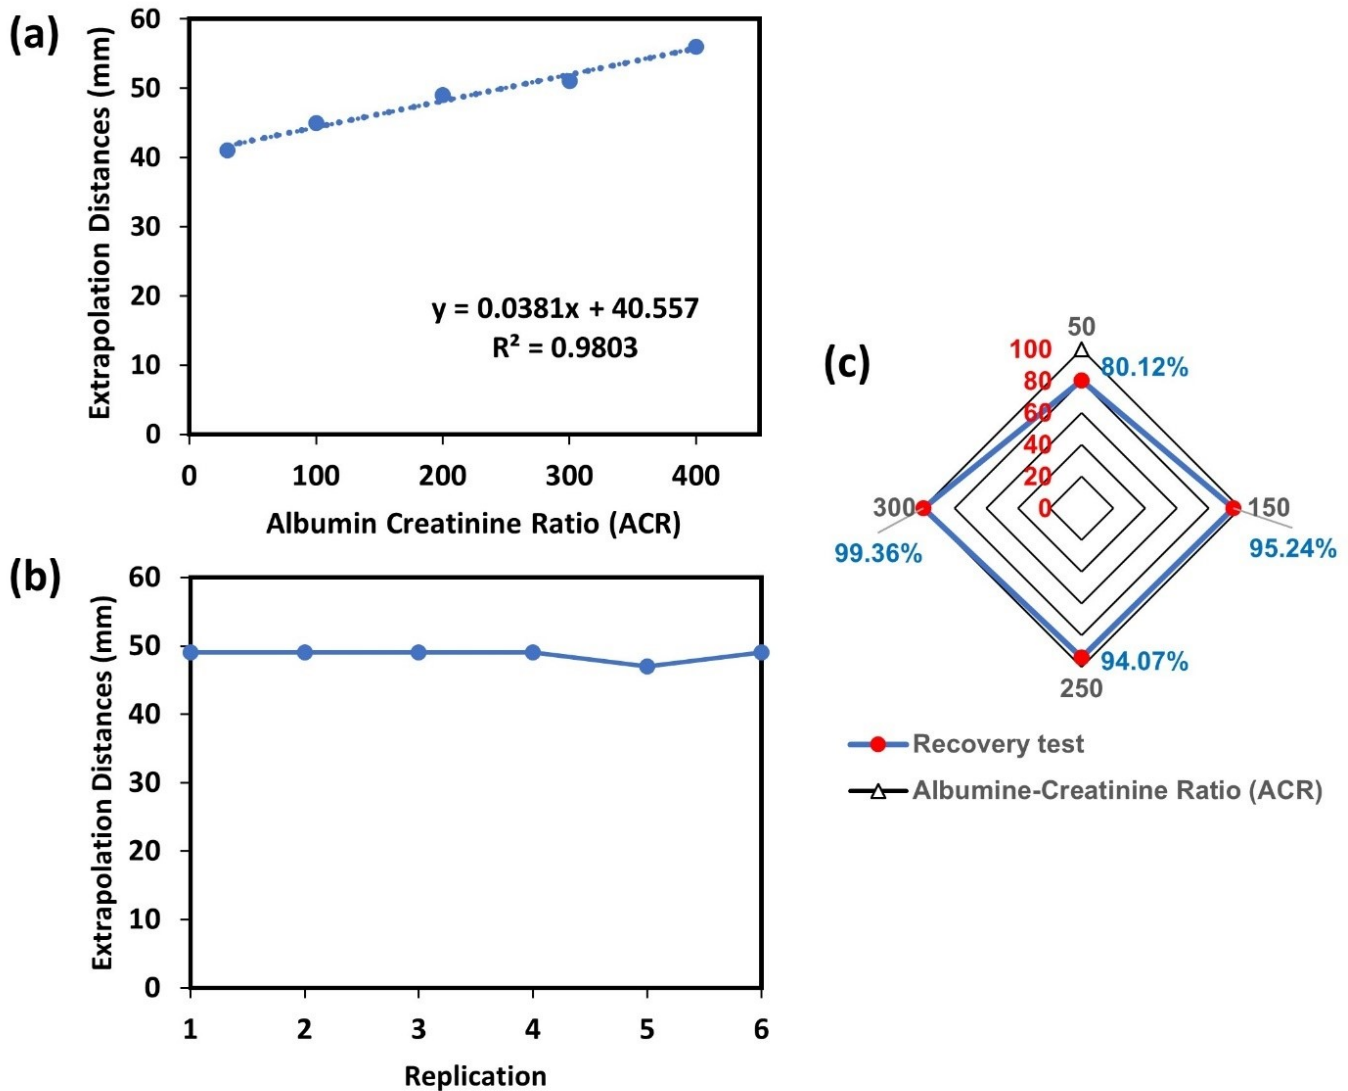 (a)
60
50
40
30
20
10
0
Extrapolation Distances (mm)
y = 0.0381x + 40.557
R² = 0.9803
0 100 200 300 400
Albumin Creatinine Ratio (ACR)
(b)
60
50
40
30
20
10
0
Extrapolation Distances (mm)
1 2 3 4 5 6
Replication
(c)
50
100
80.12%
80
60
40
20
300 0 150
99.36% 95.24%
94.07%
250
Recovery test
Albumine-Creatinine Ratio (ACR)